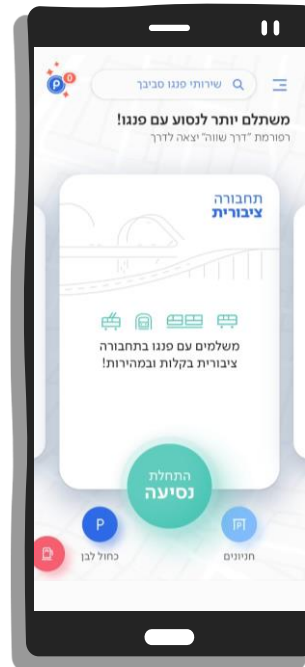 שירותי פנגו סביבך
0
P
משתלם יותר לנסוע עם פנגו!
רפורמת "דרך שווה" יצאה לדרך
תחבורה
ציבורית
משלמים עם פנגו בתחבורה
ציבורית בקלות ובמהירות!
התחלת
נסיעה
P
P
חניונים
כחול לבן